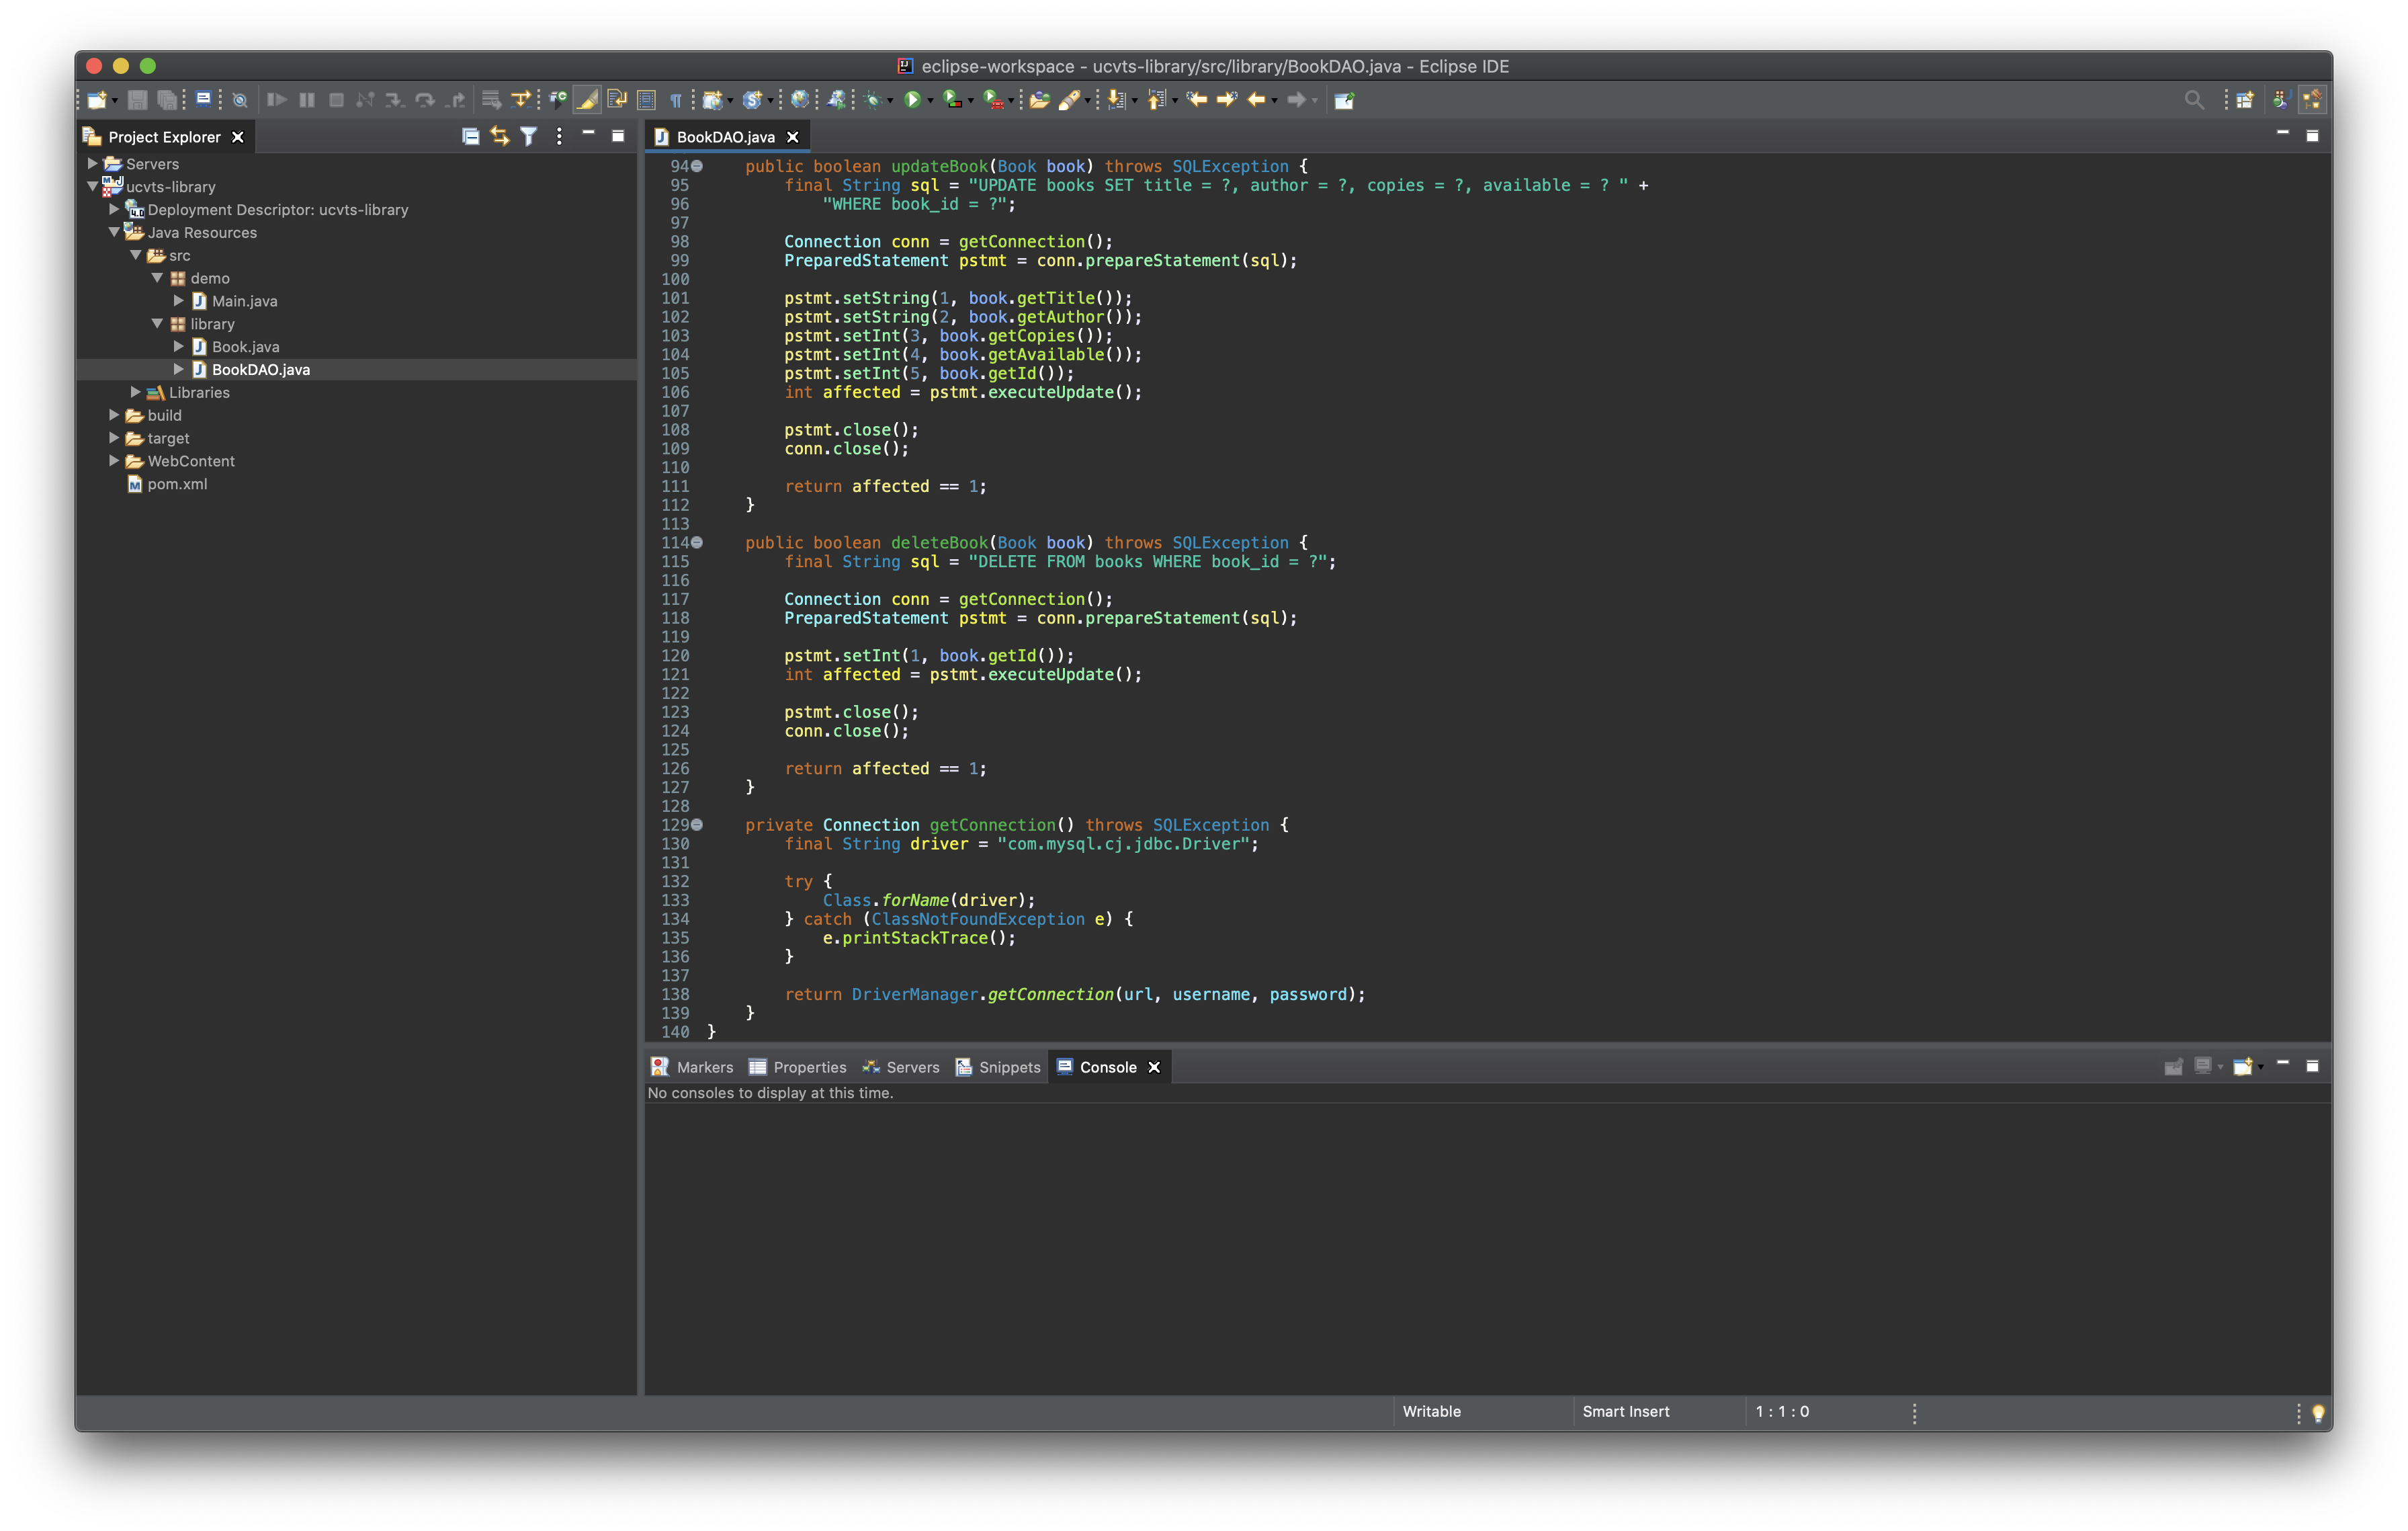 eclipse-workspace - ucvts-library/src/library/BookDAO.java - Eclipse IDE
Project Explorer
Servers
ucvts-library
Deployment Descriptor: ucvts-library
Java Resources
src
demo
Main.java
library
Book.java
BookDAO.java
Libraries
build
target
WebContent
pom.xml
BookDAO.java
94 public boolean updateBook(Book book) throws SQLException {
95 final String sql = "UPDATE books SET title = ?, author = ?, copies = ?, available = ? " +
96 "WHERE book_id = ?";
97
98 Connection conn = getConnection();
99 PreparedStatement pstmt = conn.prepareStatement(sql);
100
101 pstmt.setString(1, book.getTitle());
102 pstmt.setString(2, book.getAuthor());
103 pstmt.setInt(3, book.getCopies());
104 pstmt.setInt(4, book.getAvailable());
105 pstmt.setInt(5, book.getId());
106 int affected = pstmt.executeUpdate();
107
108 pstmt.close();
109 conn.close();
110
111 return affected == 1;
112 }
113
114 public boolean deleteBook(Book book) throws SQLException {
115 final String sql = "DELETE FROM books WHERE book_id = ?";
116
117 Connection conn = getConnection();
118 PreparedStatement pstmt = conn.prepareStatement(sql);
119
120 pstmt.setInt(1, book.getId());
121 int affected = pstmt.executeUpdate();
122
123 pstmt.close();
124 conn.close();
125
126 return affected == 1;
127 }
128
129 private Connection getConnection() throws SQLException {
130 final String driver = "com.mysql.cj.jdbc.Driver";
131
132 try {
133 Class.forName(driver);
134 } catch (ClassNotFoundException e) {
135 e.printStackTrace();
136 }
137
138 return DriverManager.getConnection(url, username, password);
139 }
140 }
Markers Properties Servers Snippets Console
No consoles to display at this time.
Writable Smart Insert 1 : 1 : 0